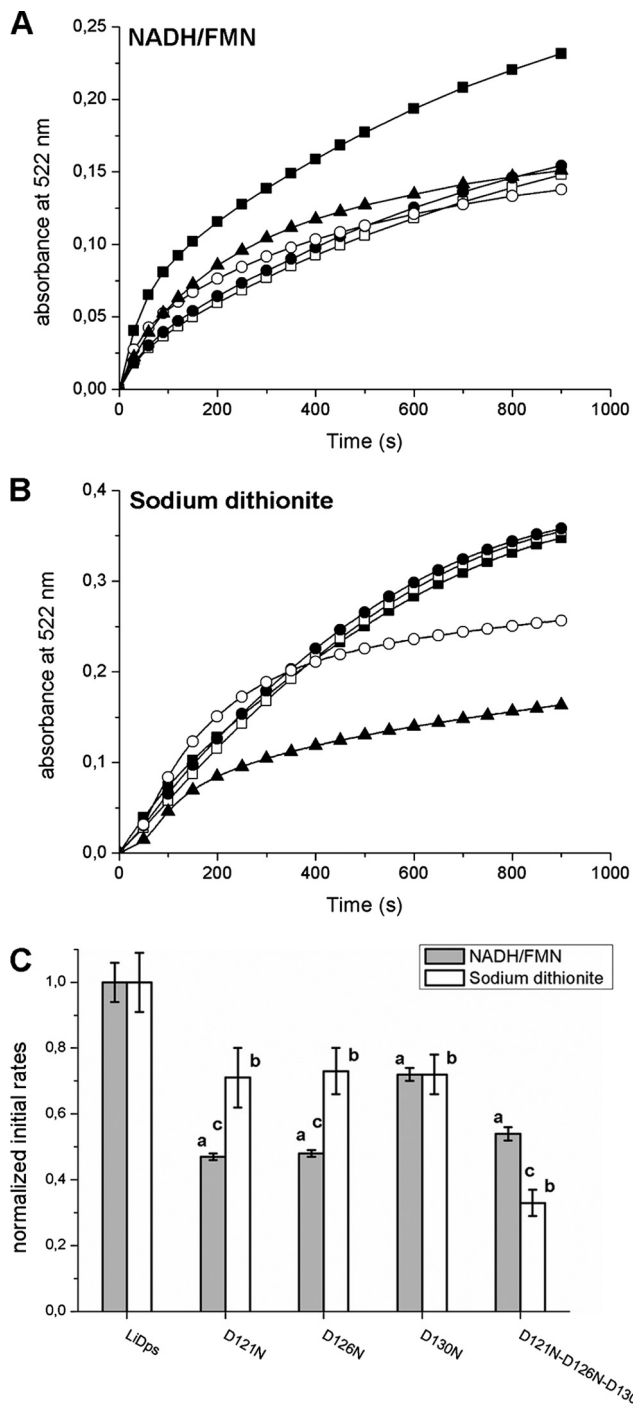 A
NADH/FMN
0,25
0,20
0,15
0,10
0,05
0,00
absorbance at 522 nm
0 200 400 600 800 1000
Time (s)
B
Sodium dithionite
0,4
0,3
0,2
0,1
0,0
absorbance at 522 nm
0 200 400 600 800 1000
Time (s)
C
NADH/FMN
Sodium dithionite
1,0
0,8
0,6
0,4
0,2
0,0
normalized initial rates
a c b
a c b
a b
a c b
LiDps
D121N
D126N
D130N
D121N-D126N-D130